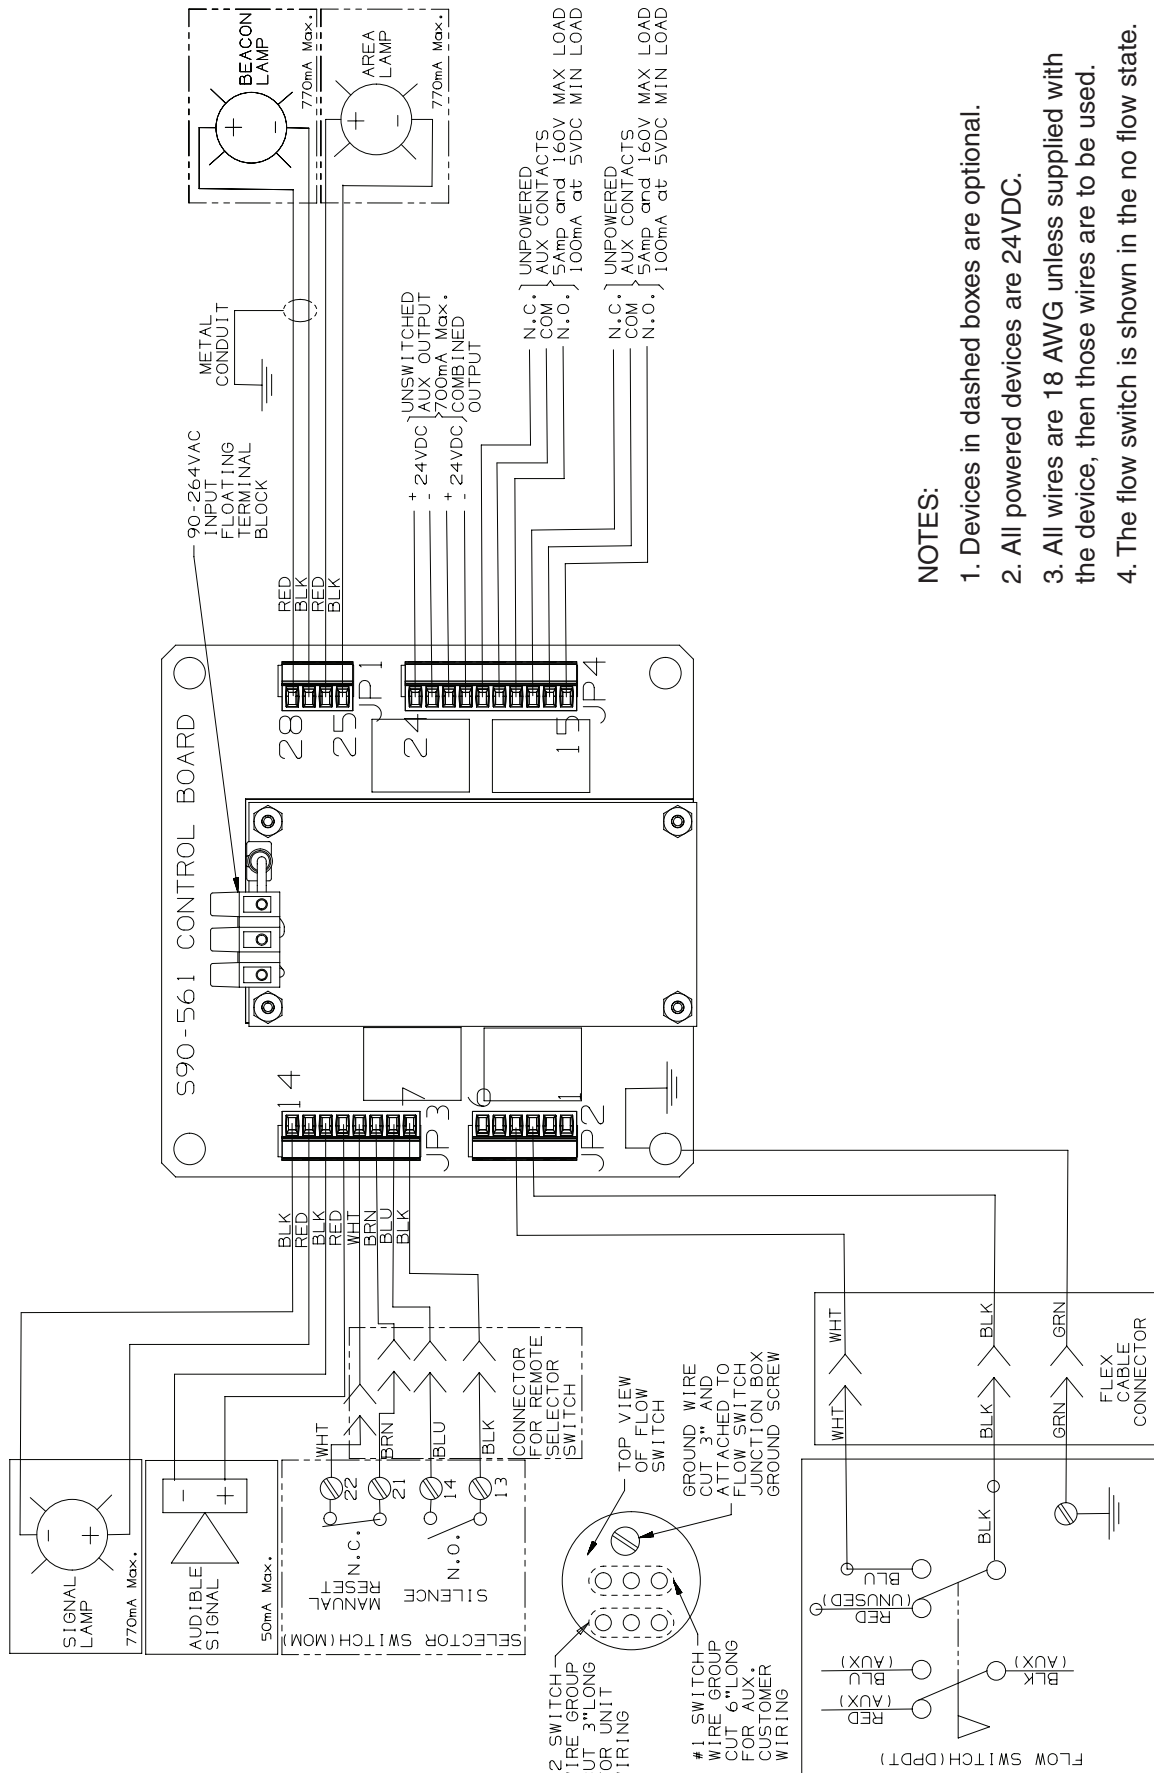 BEACON
LAMP
770mA Max.
AREA
LAMP
770mA Max.
METAL
CONDUIT
90-264VAC
INPUT
FLOATING
TERMINAL
BLOCK
RED
BLK
RED
BLK
UNSWITCHED
AUX OUTPUT
700mA Max.
COMBINED
OUTPUT
+
24VDC
-
+
24VDC
-
N.C.
COM
N.O.
UNPOWERED
AUX CONTACTS
5Amp and 160V MAX LOAD
100mA at 5VDC MIN LOAD
N.C.
COM
N.O.
UNPOWERED
AUX CONTACTS
5Amp and 160V MAX LOAD
100mA at 5VDC MIN LOAD
S90-561 CONTROL BOARD
28
25
JP1
24
15
JP4
14
7
JP3
6
1
JP2
BLK
RED
BLK
RED
WHT
BRN
BLU
BLK
SIGNAL
LAMP
-
+
770mA Max.
AUDIBLE
SIGNAL
-
+
50mA Max.
SELECTOR SWITCH(MOM)
MANUAL
RESET
N.C.
SILENCE
N.O.
22
21
14
13
WHT
BRN
BLU
BLK
CONNECTOR
FOR REMOTE
SELECTOR
SWITCH
TOP VIEW
OF FLOW
SWITCH
GROUND WIRE
CUT 3" AND
ATTACHED TO
FLOW SWITCH
JUNCTION BOX
GROUND SCREW
2 SWITCH
IRE GROUP
UT 3"LONG
OR UNIT
IRING
#1 SWITCH
WIRE GROUP
CUT 6"LONG
FOR AUX.
CUSTOMER
WIRING
FLOW SWITCH(DPDT)
RED
(AUX)
BLU
(AUX)
BLK
(AUX)
RED
(UNUSED)
BLU
BLK
WHT
WHT
BLK
BLK
GRN
GRN
FLEX
CABLE
CONNECTOR
NOTES:
1. Devices in dashed boxes are optional.
2. All powered devices are 24VDC.
3. All wires are 18 AWG unless supplied with
the device, then those wires are to be used.
4. The flow switch is shown in the no flow state.